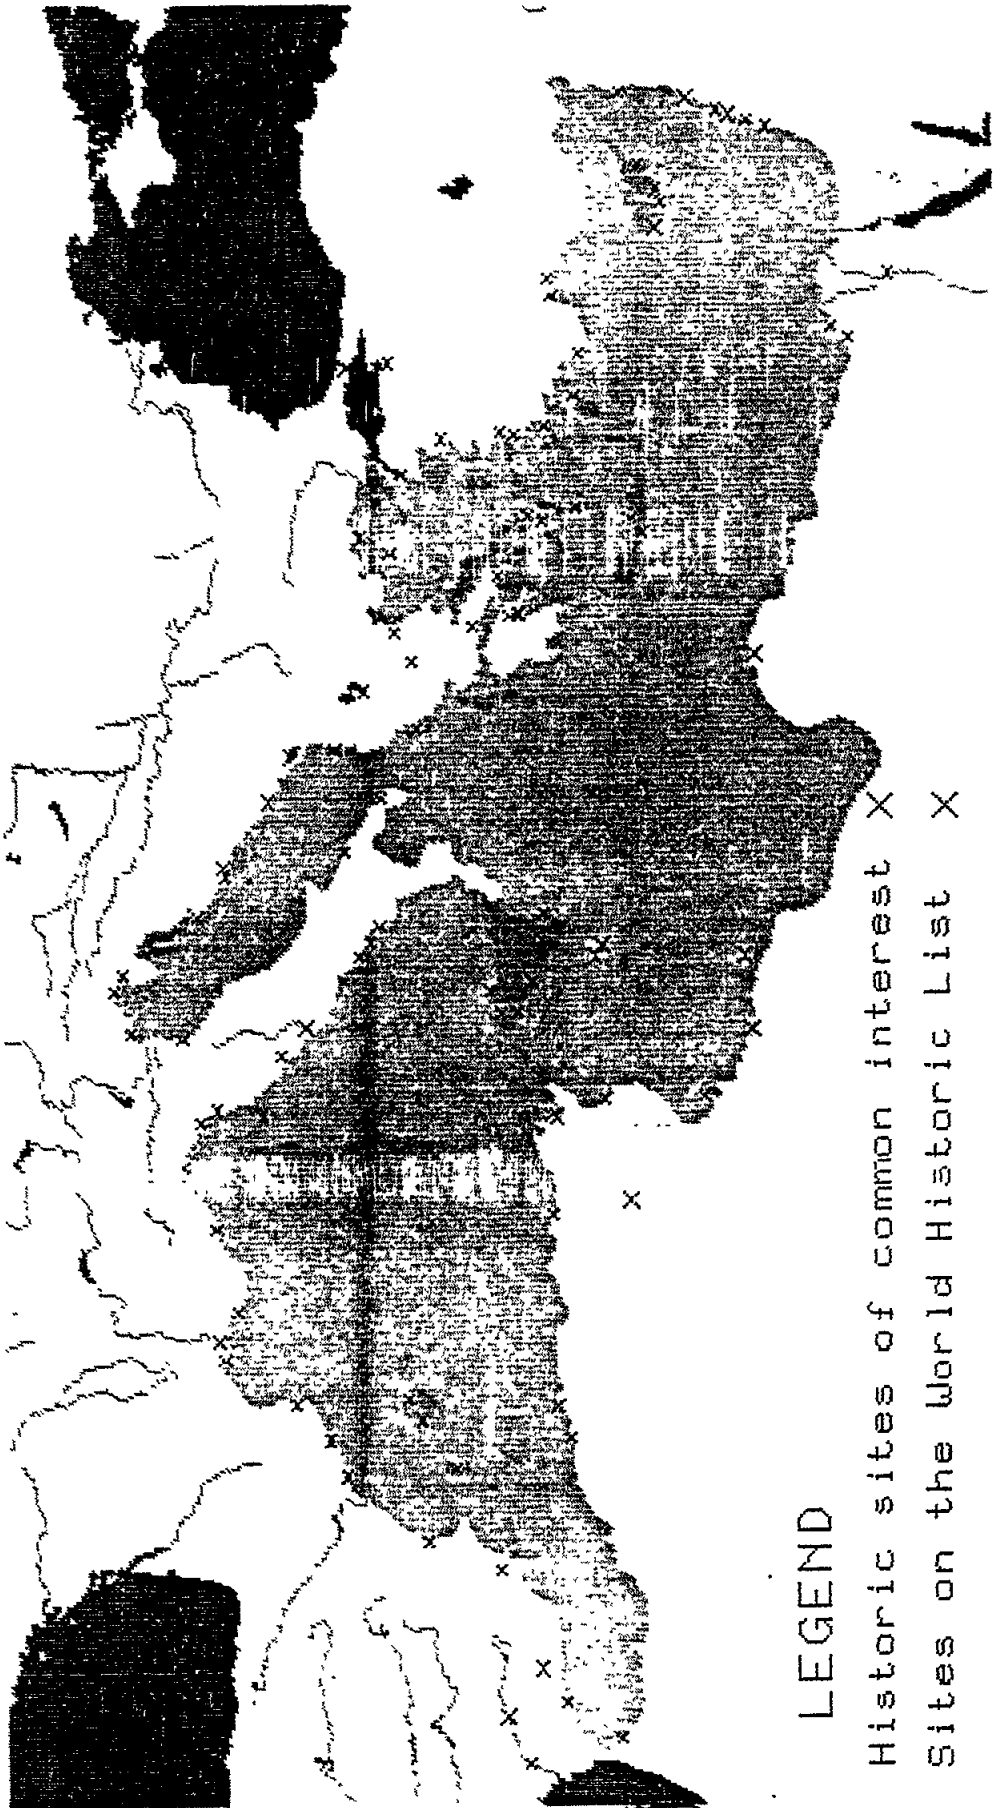 LEGEND
Historic sites of common interest X
Sites on the World Historic List X